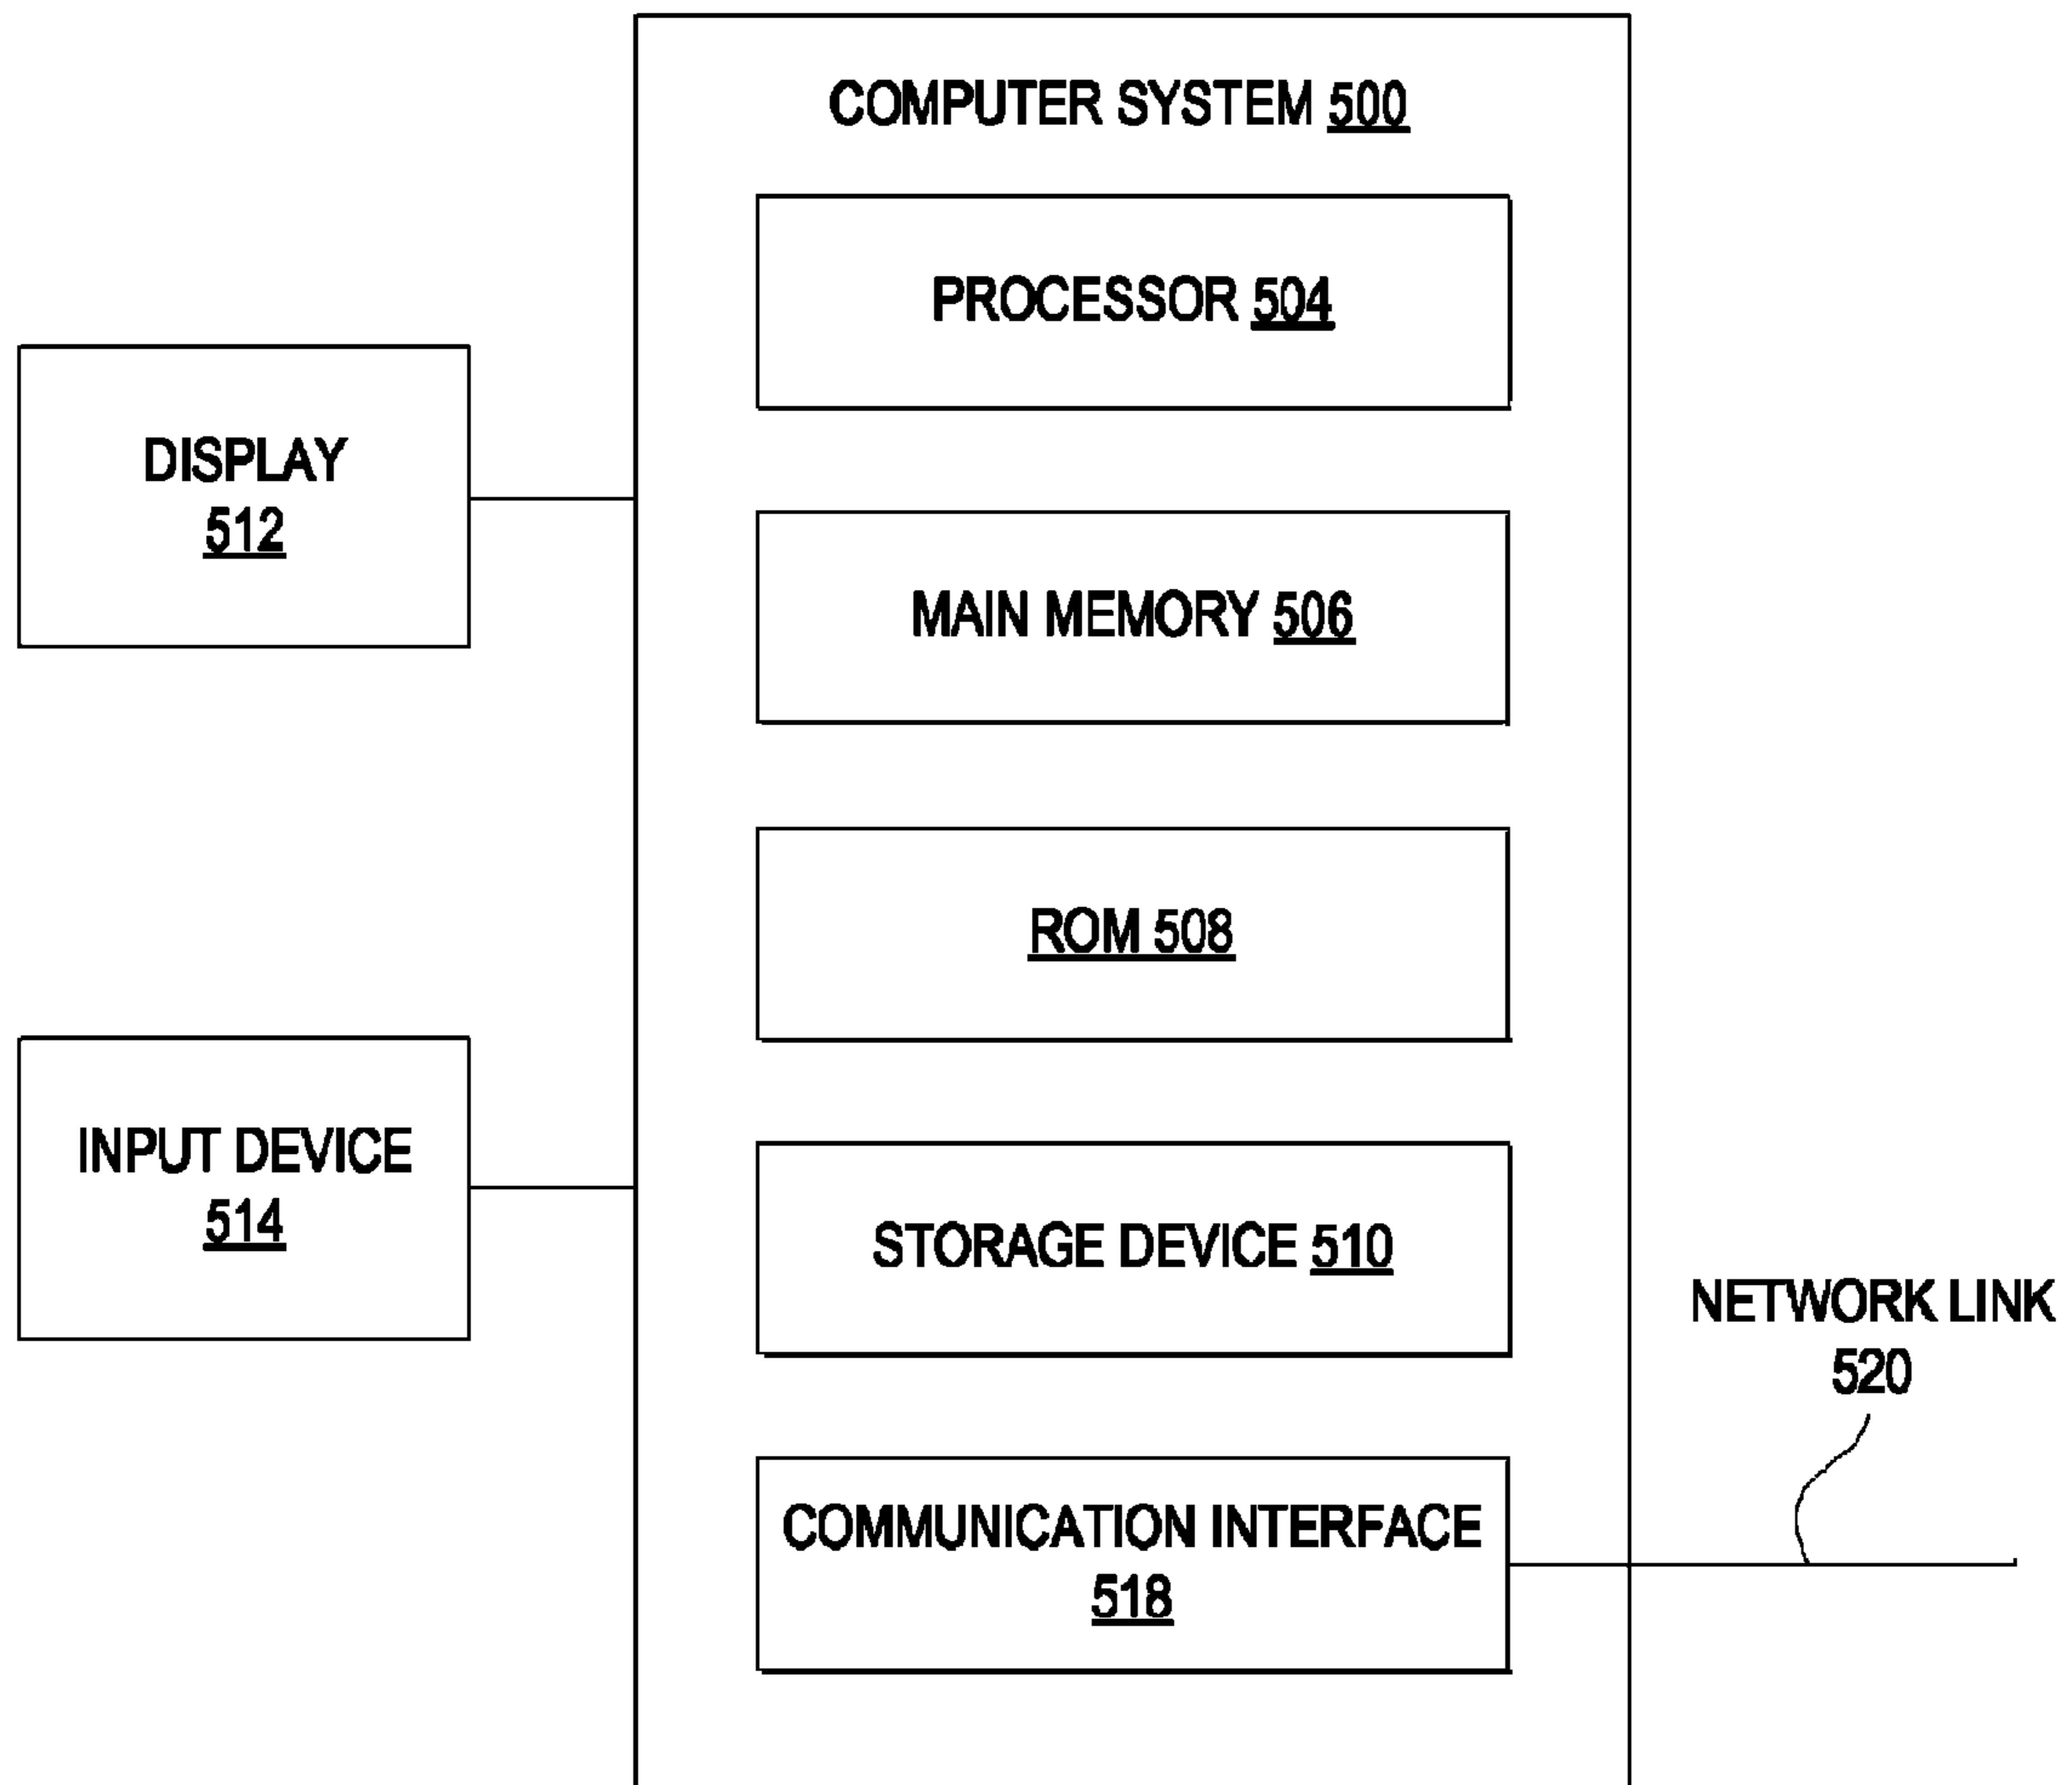 COMPUTER SYSTEM 500
PROCESSOR 504
DISPLAY
512
MAIN MEMORY 506
ROM 508
INPUT DEVICE
514
STORAGE DEVICE 510
NETWORK LINK
520
COMMUNICATION INTERFACE
518